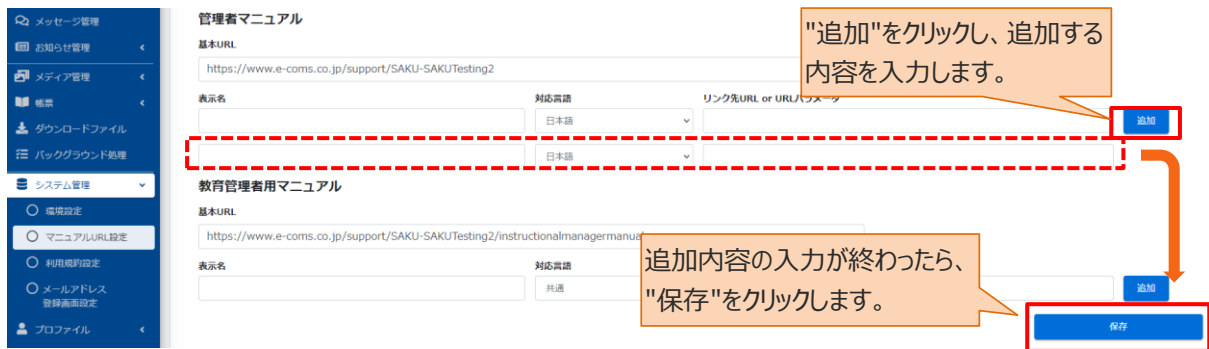 メッセージ管理
お知らせ管理
メディア管理
帳票
ダウンロードファイル
バックグラウンド処理
システム管理
環境設定
マニュアルURL設定
利用規約設定
メールアドレス
登録画面設定
プロファイル
管理者マニュアル
基本URL
https://www.e-coms.co.jp/support/SAKU-SAKUTesting2
"追加"をクリックし、追加する
内容を入力します。
表示名 対応言語 リンク先URL or URLパラメータ
日本語 追加
日本語
教育管理者用マニュアル
基本URL
https://www.e-coms.co.jp/support/SAKU-SAKUTesting2/instructionalmanagermanual
表示名 対応言語
共通 追加
追加内容の入力が終わったら、
"保存"をクリックします。
保存